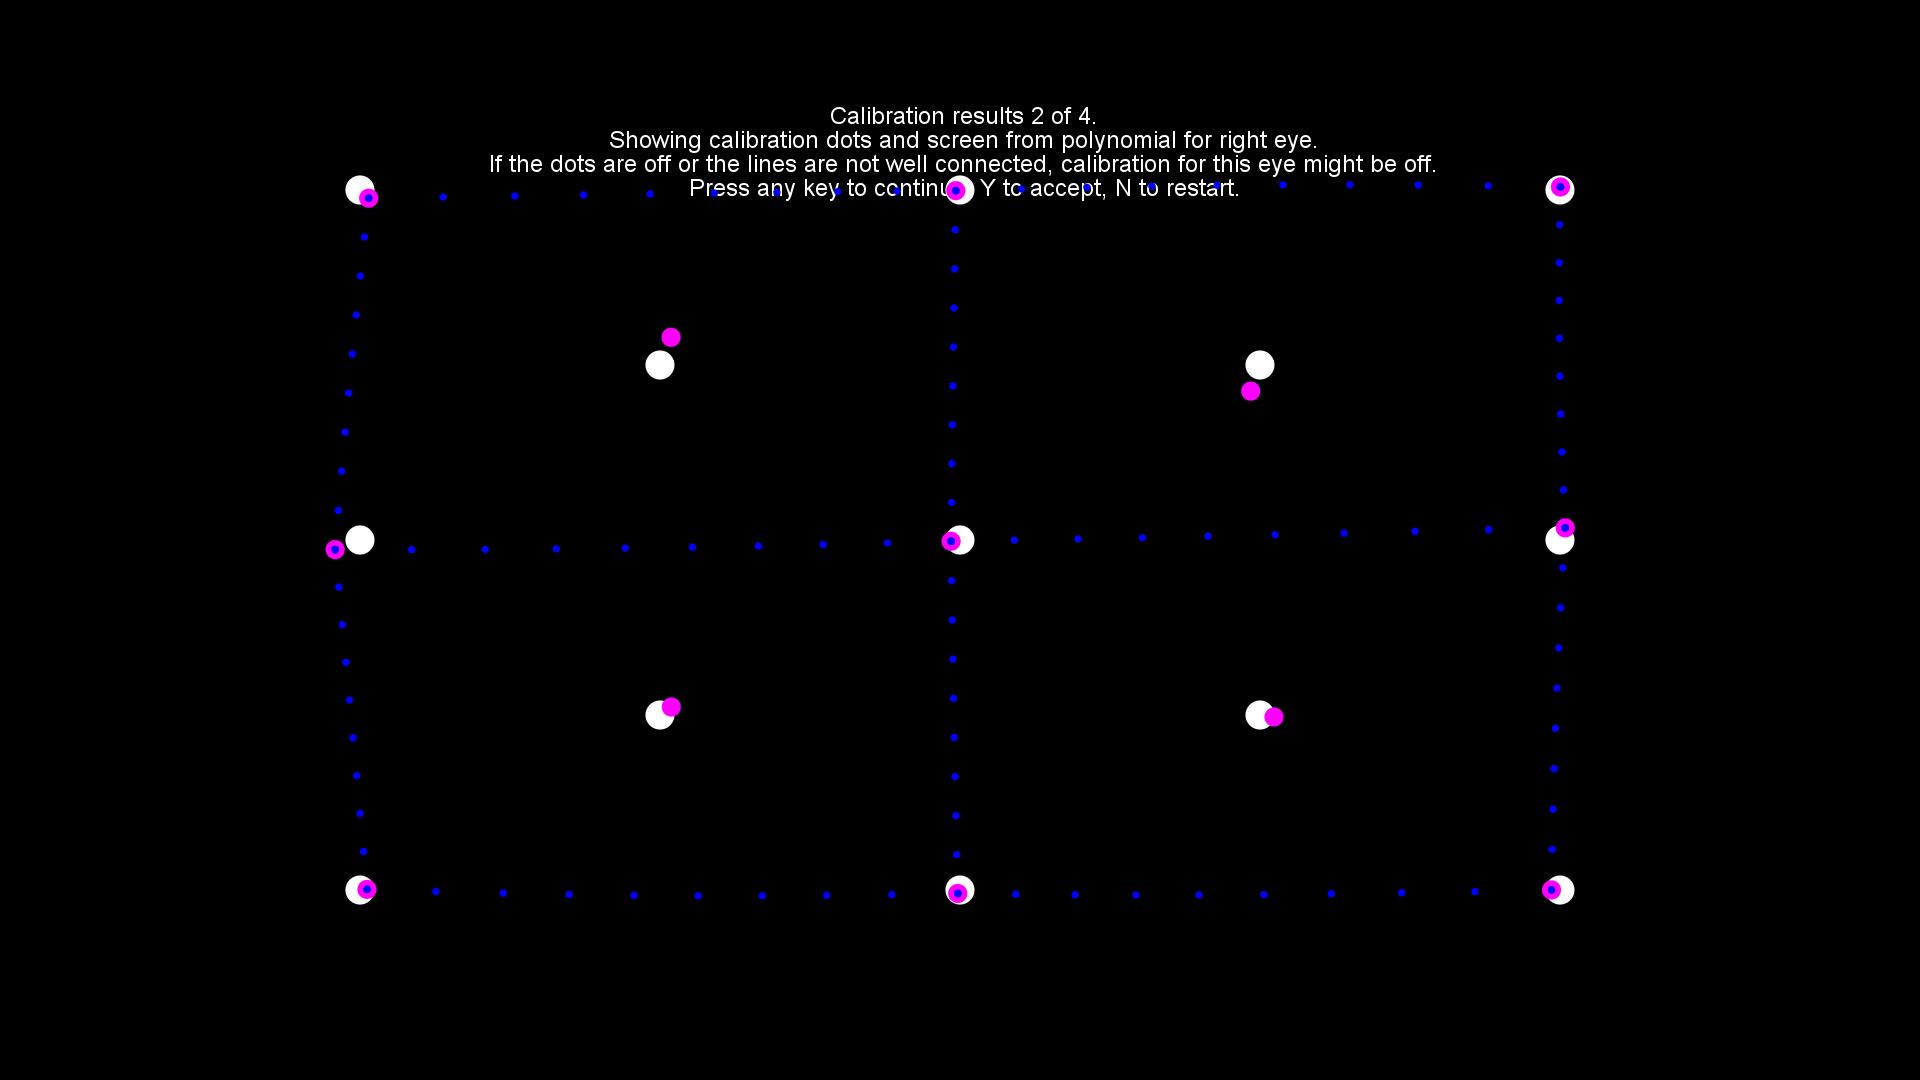 Calibration results 2 of 4.
Showing calibration dots and screen from polynomial for right eye.
If the dots are off or the lines are not well connected, calibration for this eye might be off.
Press any key to continue, Y to accept, N to restart.